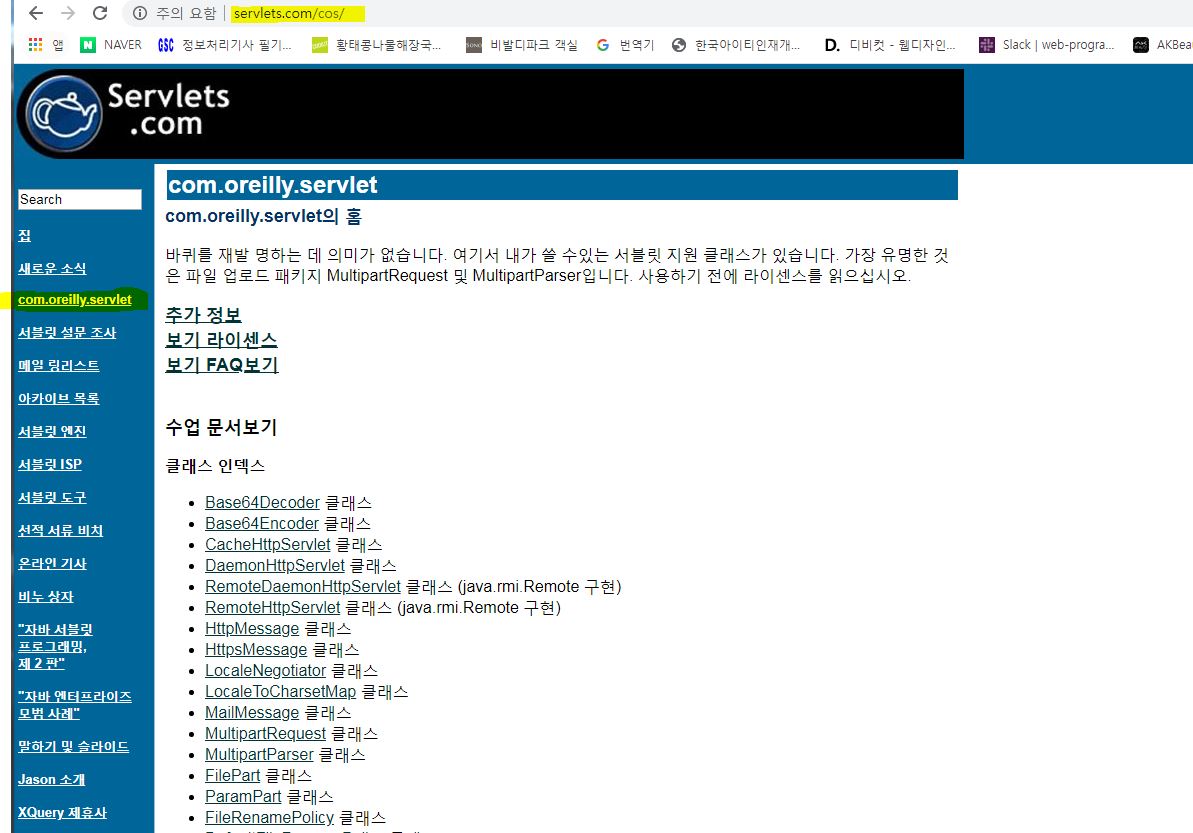 주의 요함 | servlets.com/cos/
앱 NAVER GSC 정보처리기사 필기... 황태콩나물해장국... SONO 비발디파크 객실 번역기 한국아이티인재개... D. 디비컷 - 웹디자인... Slack | web-progra... AKBea
Servlets
.com
Search
집
새로운 소식
com.oreilly.servlet
서블릿 설문 조사
메일 링리스트
아카이브 목록
서블릿 엔진
서블릿 ISP
서블릿 도구
선적 서류 비치
온라인 기사
비누 상자
"자바 서블릿
프로그래밍,
제 2 판"
"자바 엔터프라이즈
모범 사례"
말하기 및 슬라이드
Jason 소개
XQuery 제휴사
com.oreilly.servlet
com.oreilly.servlet의 홈
바퀴를 재발 명하는 데 의미가 없습니다. 여기서 내가 쓸 수있는 서블릿 지원 클래스가 있습니다. 가장 유명한 것
은 파일 업로드 패키지 MultipartRequest 및 MultipartParser입니다. 사용하기 전에 라이센스를 읽으십시오.
추가 정보
보기 라이센스
보기 FAQ보기
수업 문서보기
클래스 인덱스
Base64Decoder 클래스
Base64Encoder 클래스
CacheHttpServlet 클래스
DaemonHttpServlet 클래스
RemoteDaemonHttpServlet 클래스 (java.rmi.Remote 구현)
RemoteHttpServlet 클래스 (java.rmi.Remote 구현)
HttpMessage 클래스
HttpsMessage 클래스
LocaleNegotiator 클래스
LocaleToCharsetMap 클래스
MailMessage 클래스
MultipartRequest 클래스
MultipartParser 클래스
FilePart 클래스
ParamPart 클래스
FileRenamePolicy 클래스